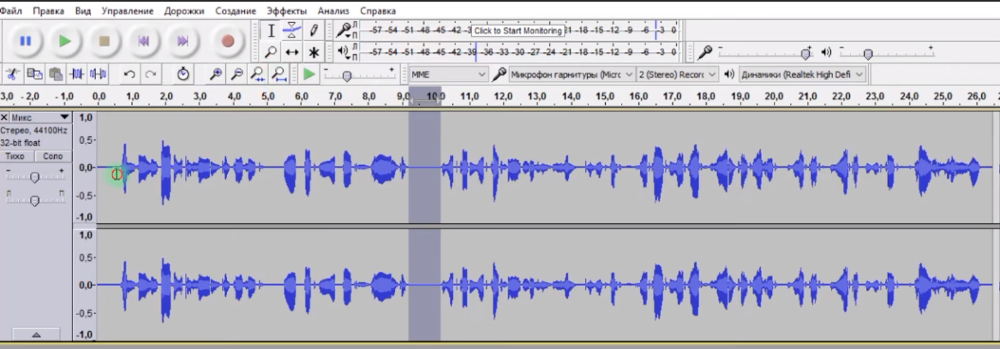 Файл Правка Вид Управление Дорожки Создание Эффекты Анализ Справка
-57 -54 -51 -48 -45 -42 -3 Click to Start Monitoring 21 -18 -15 -12 -9 -6 -3 0
-57 -54 -51 -48 -45 -42 -39 -36 -33 -30 -27 -24 -21 -18 -15 -12 -9 -6 -3 0
MME Микрофон гарнитуры (Micro 2 (Stereo) Recorc Динамики (Realtek High Defi
3,0 -2,0 -1,0 0,0 1,0 2,0 3,0 4,0 5,0 6,0 7,0 8,0 9,0 10,0 11,0 12,0 13,0 14,0 15,0 16,0 17,0 18,0 19,0 20,0 21,0 22,0 23,0 24,0 25,0 26,0
Микс 1,0
Стерео, 44100Hz
32-bit float 0,5
Тихо Соло
- + 0,0
Л П -0,5
-1,0
1,0
0,5
0,0
-0,5
-1,0